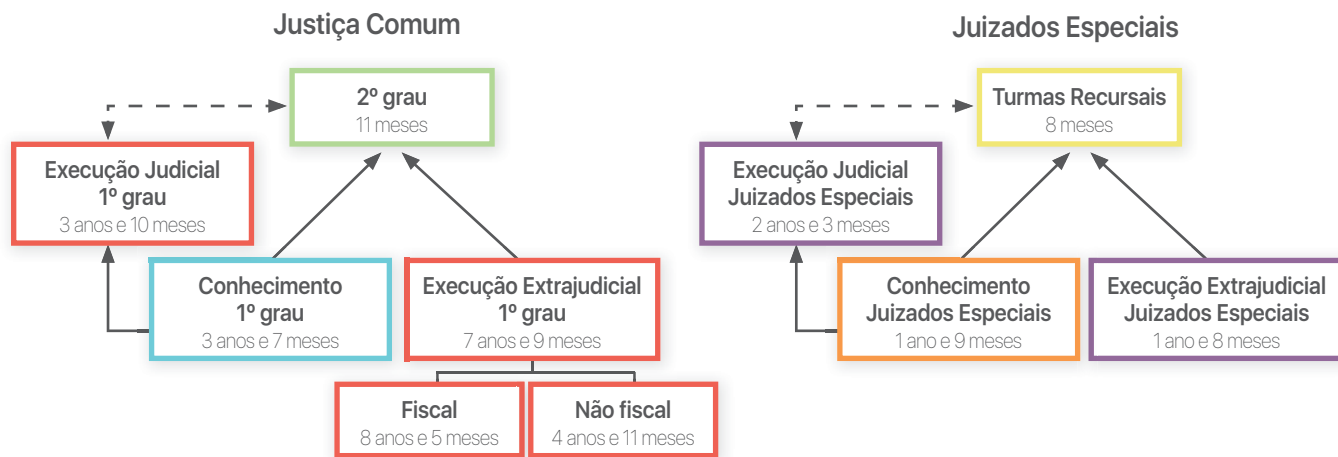 Justiça Comum
2º grau
11 meses
Execução Judicial
1º grau
3 anos e 10 meses
Conhecimento
1º grau
3 anos e 7 meses
Execução Extrajudicial
1º grau
7 anos e 9 meses
Fiscal
8 anos e 5 meses
Não fiscal
4 anos e 11 meses
Juizados Especiais
Turmas Recursais
8 meses
Execução Judicial
Juizados Especiais
2 anos e 3 meses
Conhecimento
Juizados Especiais
1 ano e 9 meses
Execução Extrajudicial
Juizados Especiais
1 ano e 8 meses